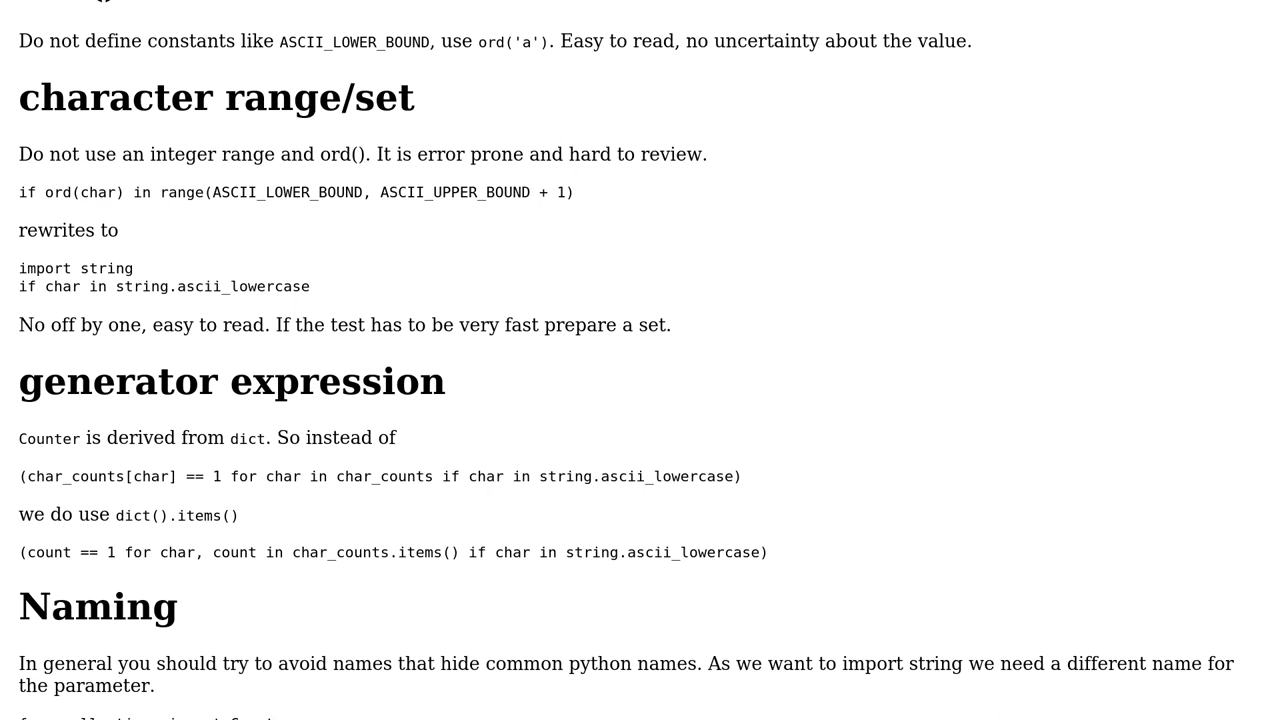 Do not define constants like ASCII_LOWER_BOUND, use ord('a'). Easy to read, no uncertainty about the value.
character range/set
Do not use an integer range and ord(). It is error prone and hard to review.
if ord(char) in range(ASCII_LOWER_BOUND, ASCII_UPPER_BOUND + 1)
rewrites to
import string
if char in string.ascii_lowercase
No off by one, easy to read. If the test has to be very fast prepare a set.
generator expression
Counter is derived from dict. So instead of
(char_counts[char] == 1 for char in char_counts if char in string.ascii_lowercase)
we do use dict().items()
(count == 1 for char, count in char_counts.items() if char in string.ascii_lowercase)
Naming
In general you should try to avoid names that hide common python names. As we want to import string we need a different name for
the parameter.